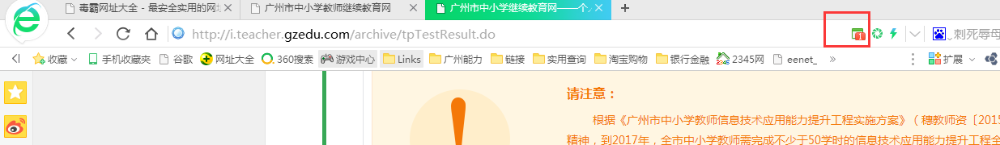 毒霸网址大全 - 最安全实用的网址
广州市中小学教师继续教育网
广州市中小学继续教育网——个人
http://i.teacher.gzedu.com/archive/tpTestResult.do
1
刺死辱母
收藏
手机收藏夹
谷歌
网址大全
360搜索
游戏中心
Links
广州能力
链接
实用查询
淘宝购物
银行金融
2345网
eenet_
»
扩展
请注意：
根据《广州市中小学教师信息技术应用能力提升工程实施方案》（穗教师资〔2015
精神，到2017年，全市中小学教师需完成不少于50学时的信息技术应用能力提升工程全